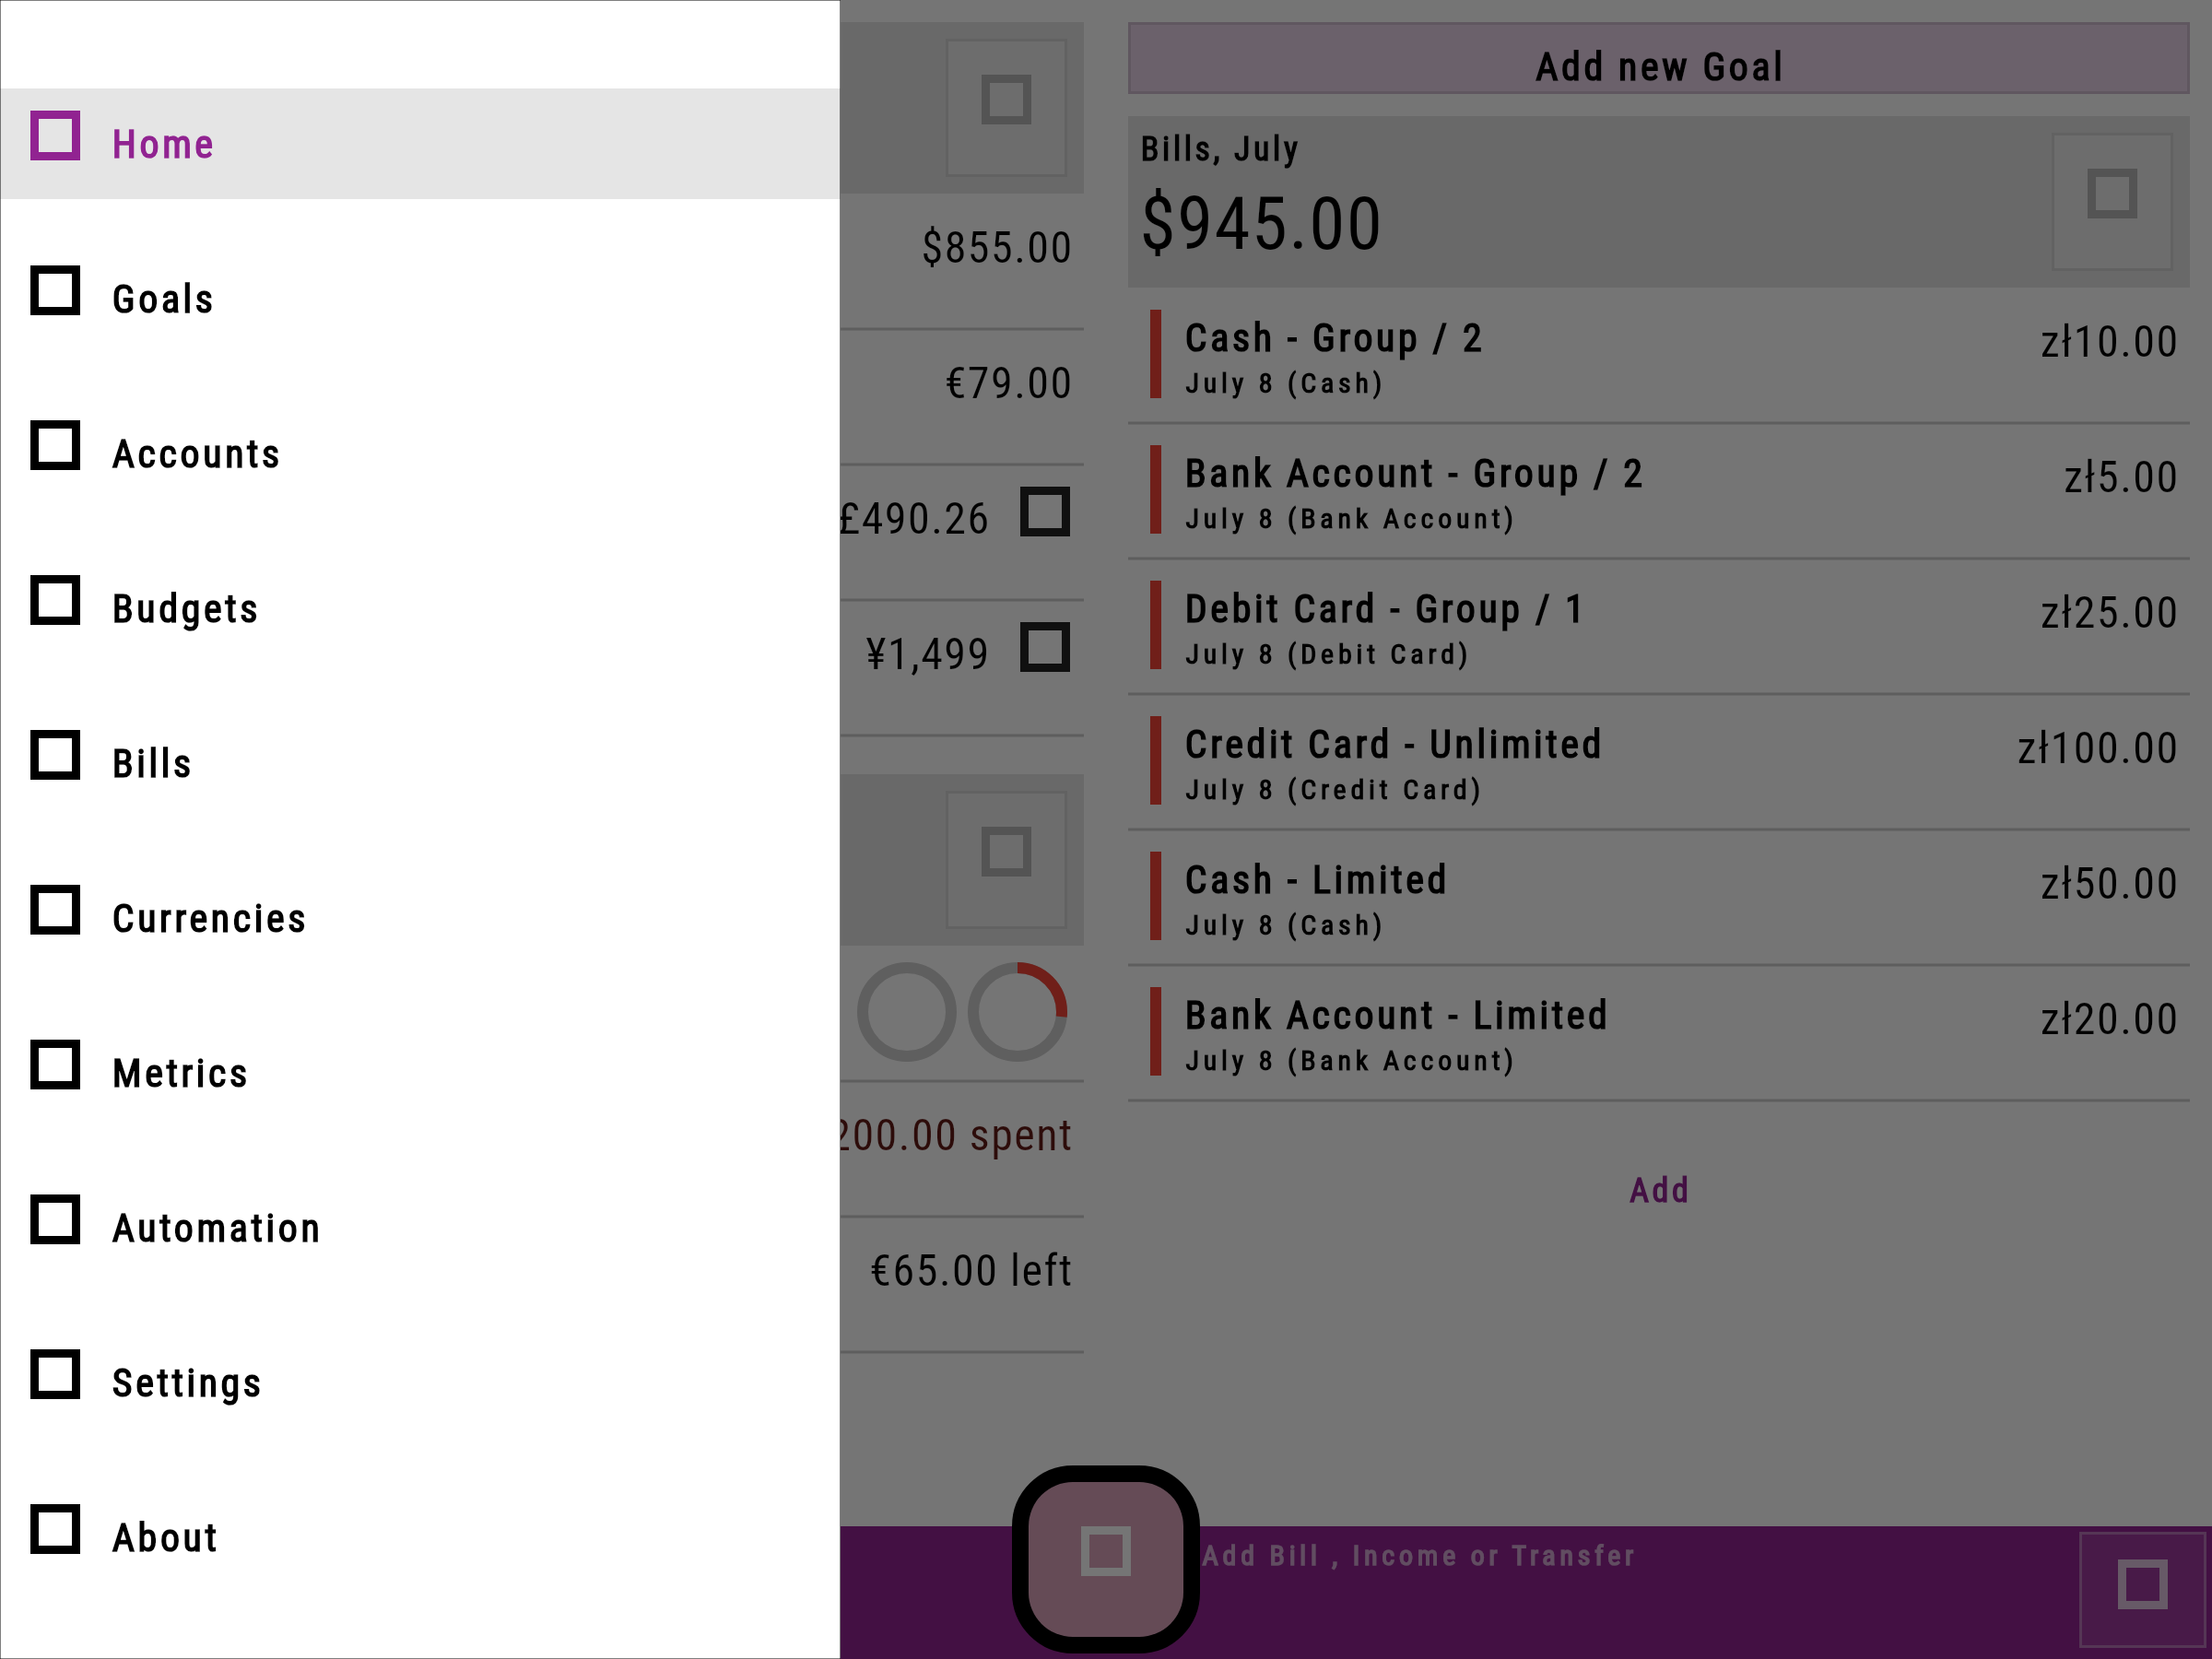 Home
Goals
Accounts
Budgets
Bills
Currencies
Metrics
Automation
Settings
About
$855.00
€79.00
£490.26
¥1,499
200.00 spent
€65.00 left
Add new Goal
Bills, July
$945.00
Cash - Group / 2
zł10.00
July 8 (Cash)
Bank Account - Group / 2
zł5.00
July 8 (Bank Account)
Debit Card - Group / 1
zł25.00
July 8 (Debit Card)
Credit Card - Unlimited
zł100.00
July 8 (Credit Card)
Cash - Limited
zł50.00
July 8 (Cash)
Bank Account - Limited
zł20.00
July 8 (Bank Account)
Add
Add Bill , Income or Transfer